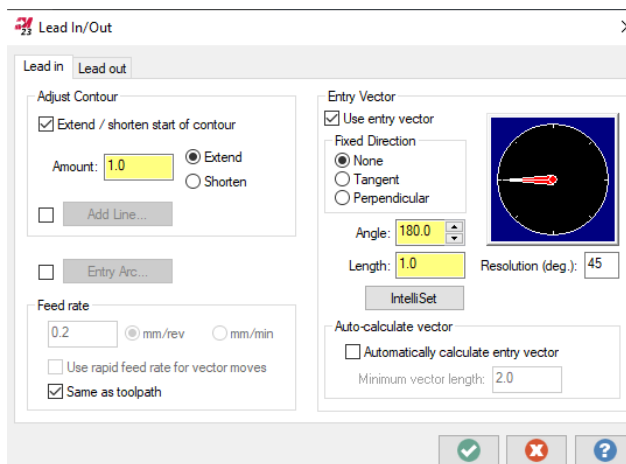 23 Lead In/Out
Lead in Lead out
Adjust Contour
Extend / shorten start of contour
Amount: 1.0
Extend
Shorten
Add Line...
Entry Arc...
Feed rate
0.2 mm/rev mm/min
Use rapid feed rate for vector moves
Same as toolpath
Entry Vector
Use entry vector
Fixed Direction
None
Tangent
Perpendicular
Angle: 180.0
Length: 1.0 Resolution (deg.): 45
IntelliSet
Auto-calculate vector
Automatically calculate entry vector
Minimum vector length: 2.0
?